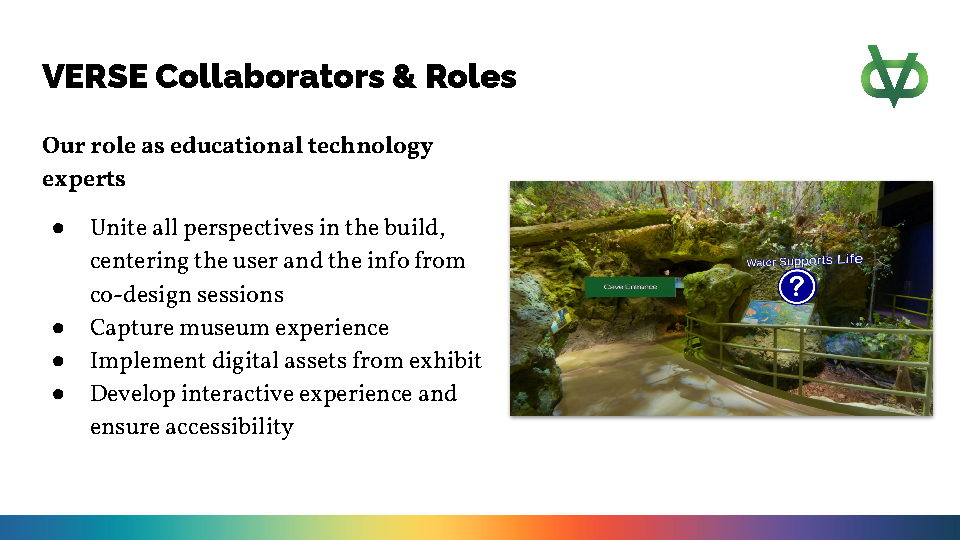 VERSE Collaborators & Roles
Our role as educational technology
experts
● Unite all perspectives in the build,
centering the user and the info from
co-design sessions
● Capture museum experience
● Implement digital assets from exhibit
● Develop interactive experience and
ensure accessibility
Water Supports Life
?
Cave Entrance